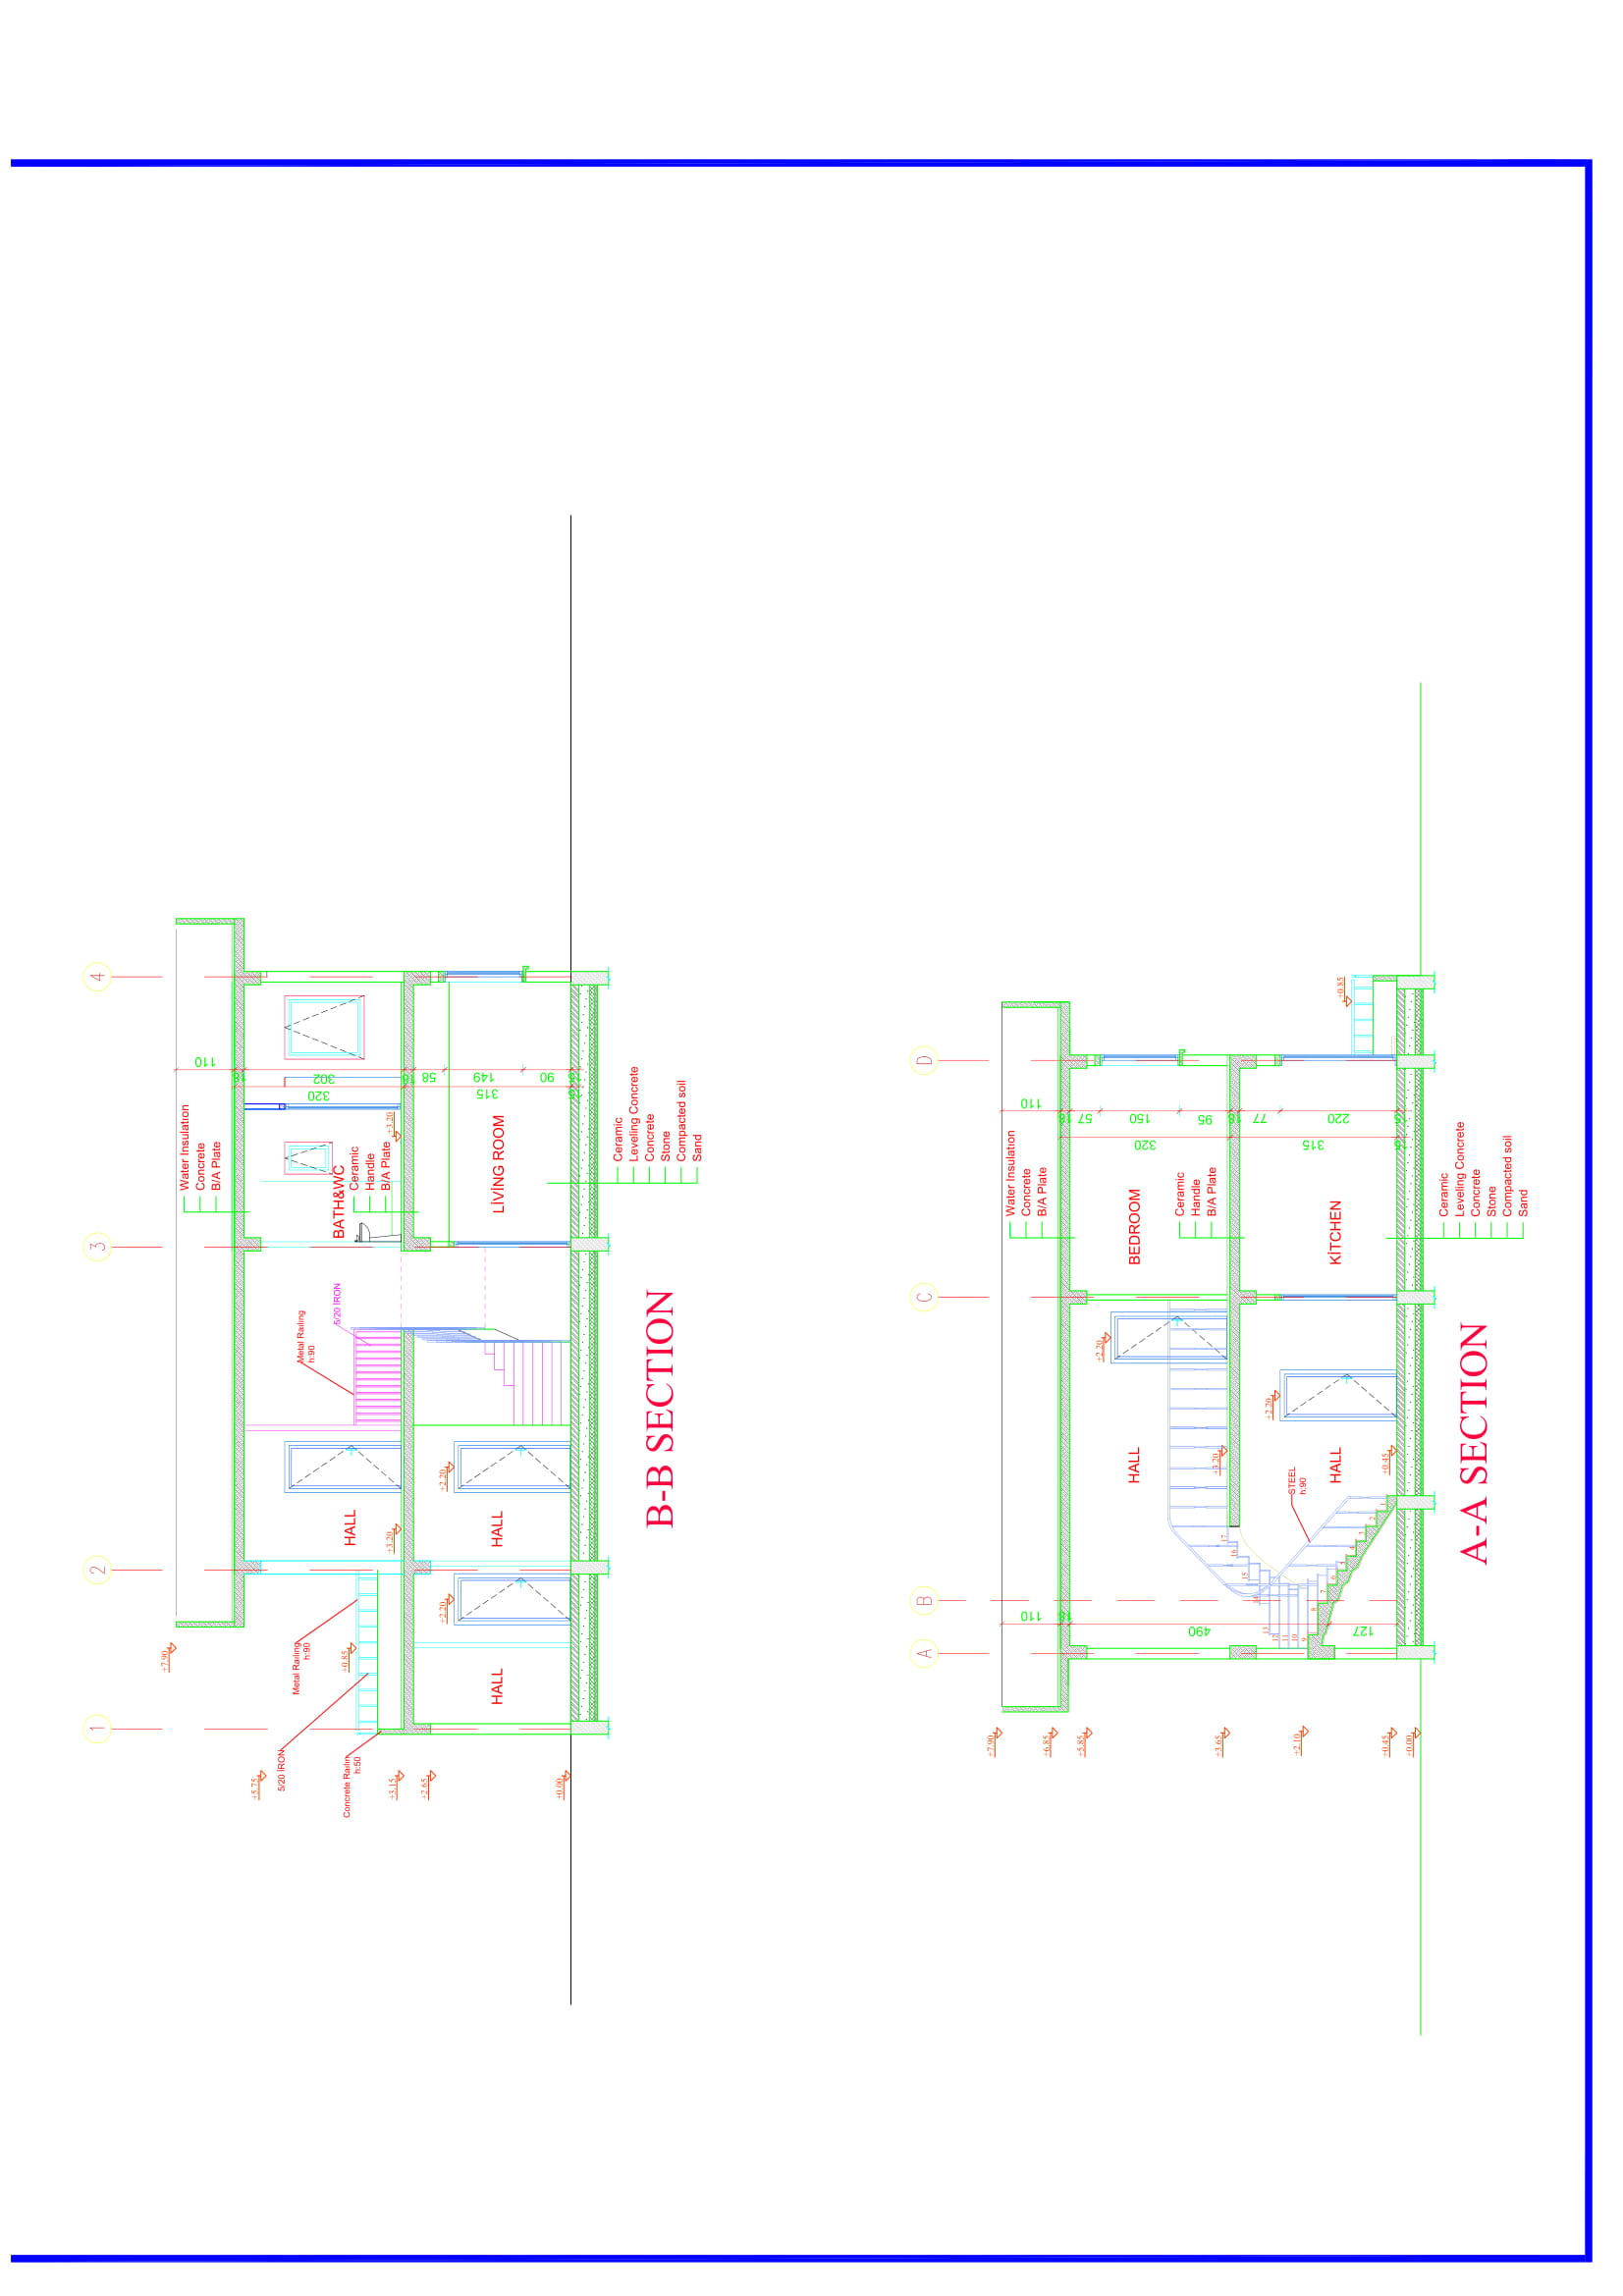 1 2 3 4
+7.90
Water Insulatıon
Concrete
B/A Plate
110
18
+5.75
5/20 İRON
Metal Raılıng
h:90
Metal Raılıng
h:90
320
302
5/20 İRON
Concrete Raılın
h:50
+0.85
HALL
BATH&WC
Ceramic
Handle
B/A Plate
+3.20
+3.20
+3.15
18
+2.65
58
+2.20
+2.20
HALL
HALL
LİVİNG ROOM
315
149
90
+0.00
15
15
Ceramic
Leveling Concrete
Concrete
Stone
Compacted soil
Sand
B-B SECTION
A B C D
+7.90
Water Insulatıon
Concrete
B/A Plate
110
110
+6.85
18
18
+5.85
57
+2.20
HALL
BEDROOM
320
150
Ceramic
Handle
B/A Plate
490
95
+3.65
+3.20
18
17
16
15
14
13
12
11
10
9
8
7
6
5
4
3
2
1
77
+2.20
+2.10
STEEL
h:90
HALL
KİTCHEN
315
220
+0.85
127
+0.45
+0.45
15
15
+0.00
Ceramic
Leveling Concrete
Concrete
Stone
Compacted soil
Sand
A-A SECTION